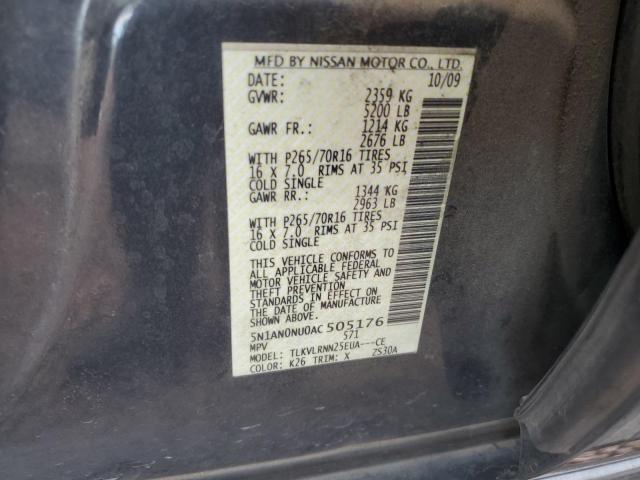 MFD BY NISSAN MOTOR CO., LTD.
DATE: 10/09
GVWR: 2359 KG
5200 LB
GAWR FR.: 1214 KG
2676 LB
WITH P265/70R16 TIRES
16 X 7.0 RIMS AT 35 PSI
COLD SINGLE
GAWR RR.: 1344 KG
2963 LB
WITH P265/70R16 TIRES
16 X 7.0 RIMS AT 35 PSI
COLD SINGLE
THIS VEHICLE CONFORMS TO
ALL APPLICABLE FEDERAL
MOTOR VEHICLE SAFETY AND
THEFT PREVENTION
STANDARDS IN EFFECT ON
THE DATE OF MANUFACTURE
SHOWN ABOVE.
5N1AN0NU0AC505176
MPV 571
MODEL: TLKVLRNN25EUA---CE
COLOR: K26 TRIM: X ZS30A